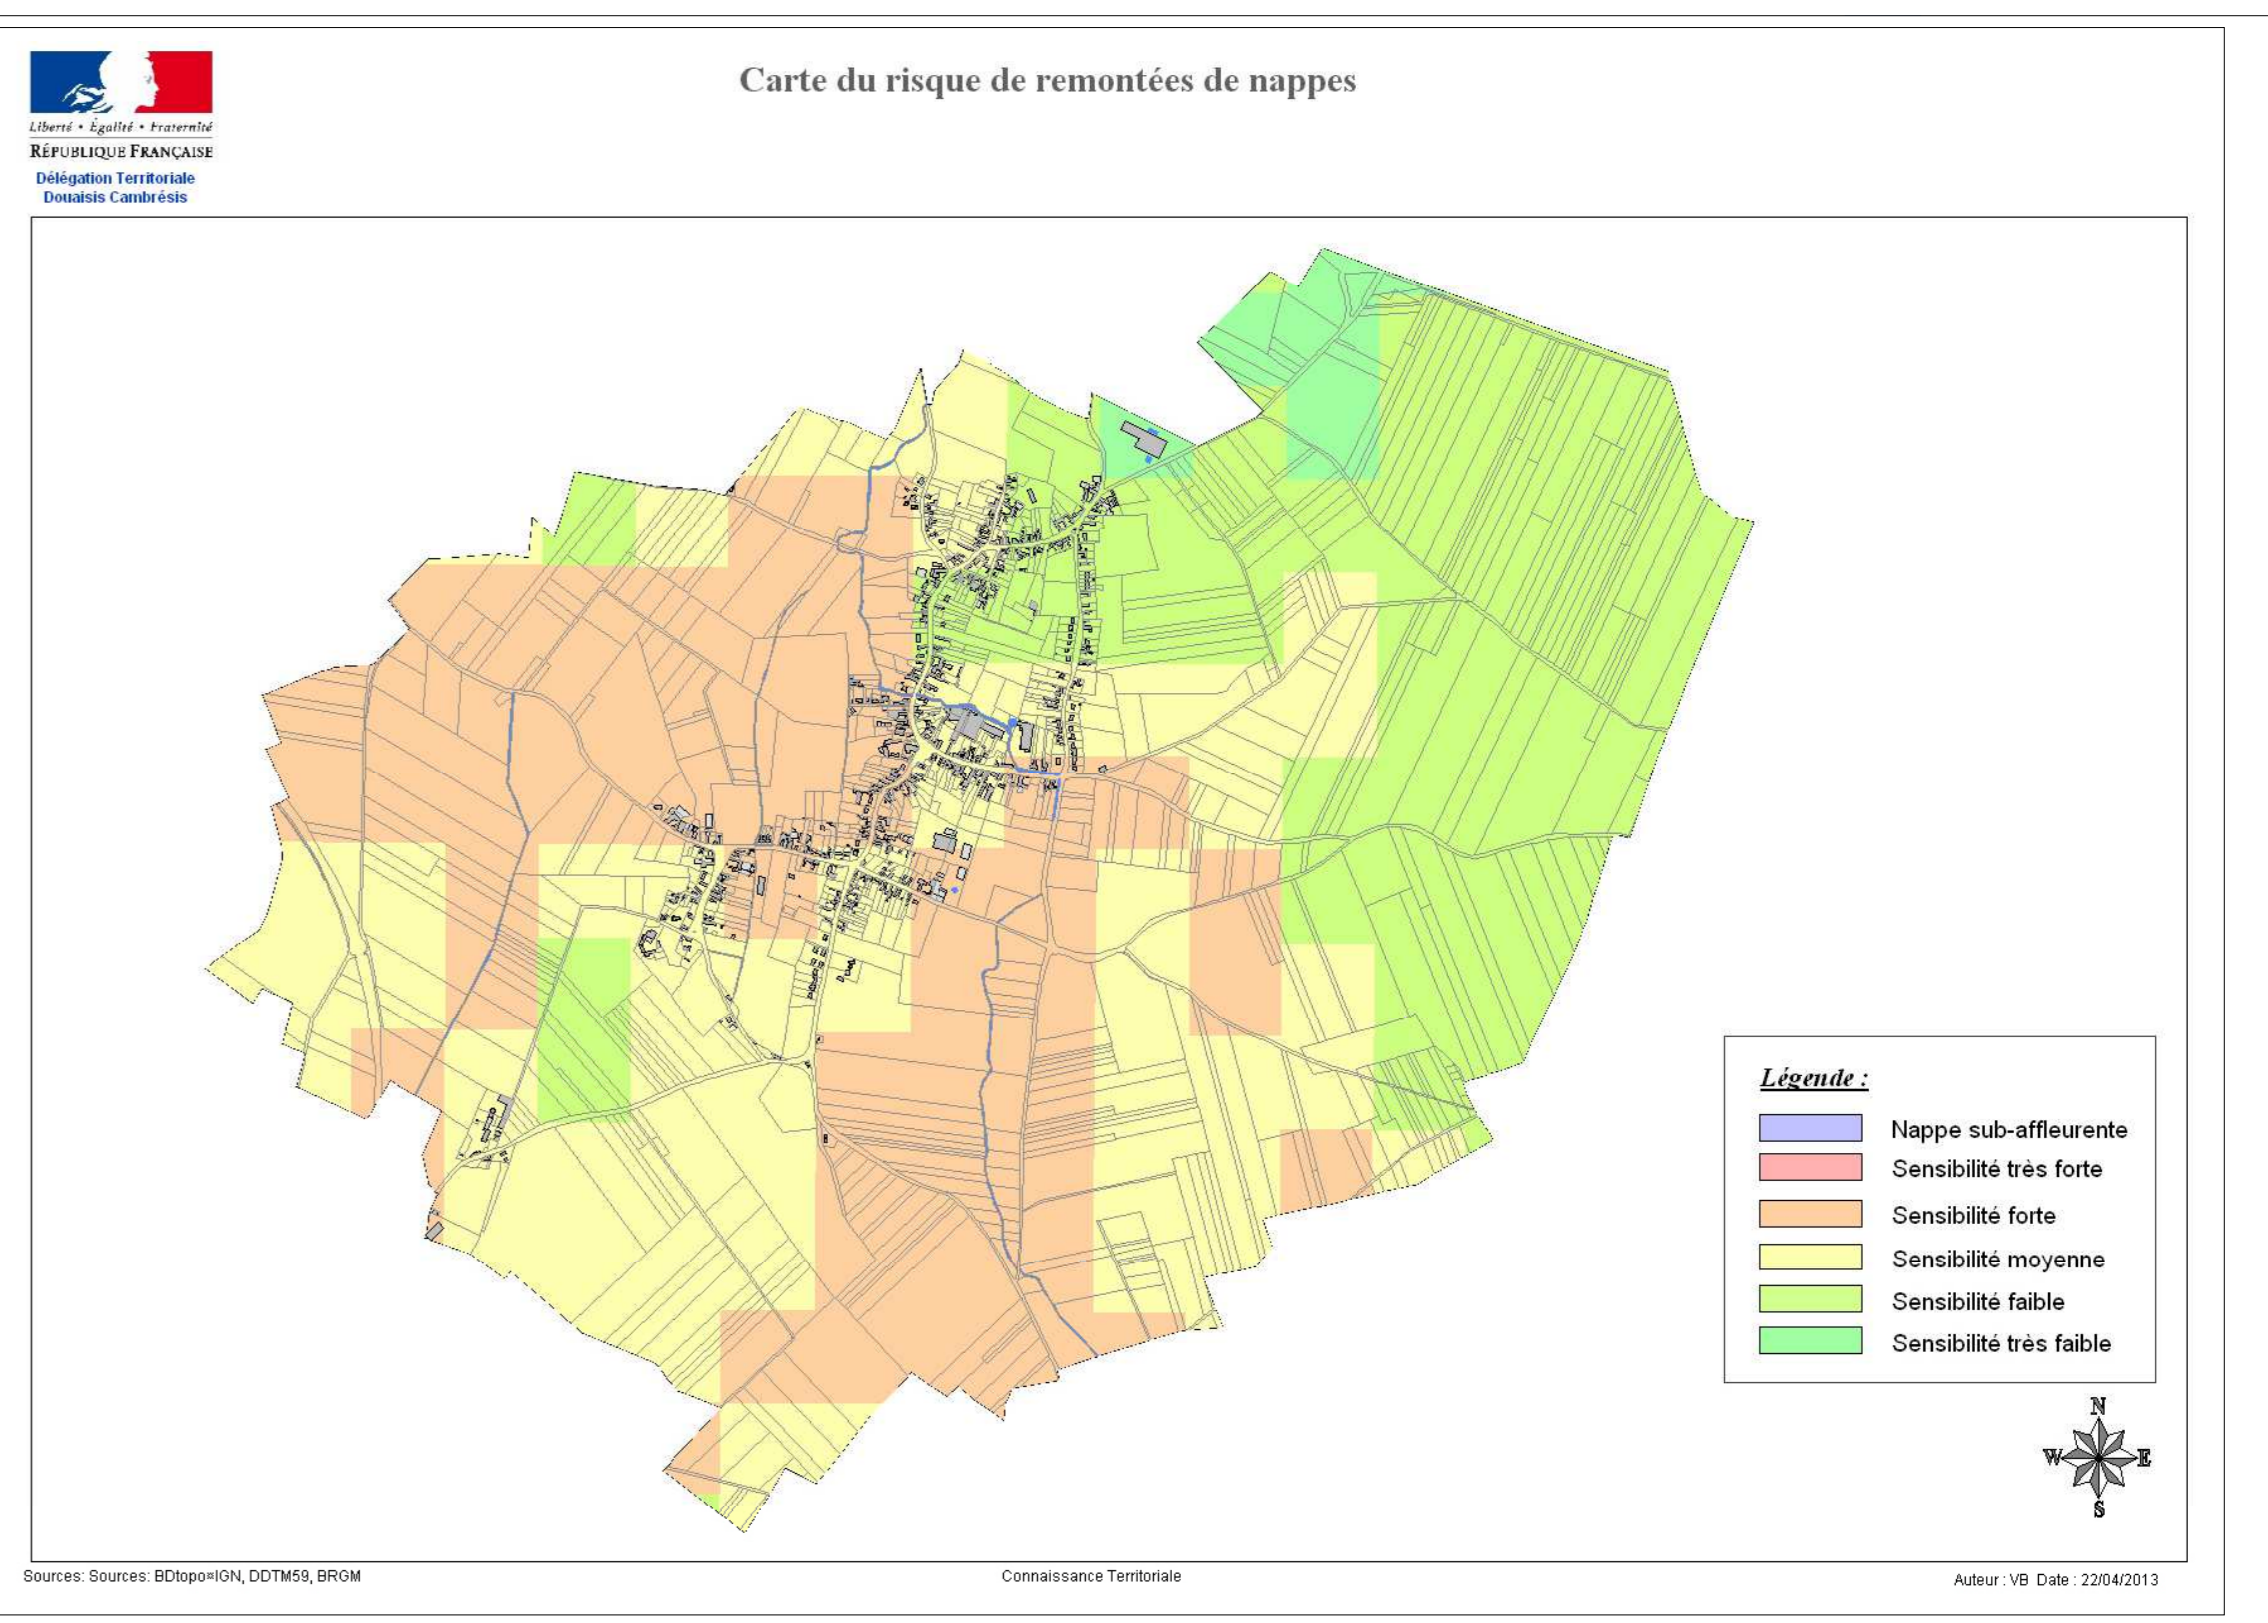 Carte du risque de remontées de nappes
Liberté • Égalité • Fraternité
RÉPUBLIQUE FRANÇAISE
Délégation Territoriale
Douaisis Cambrésis
Légende :
Nappe sub-affleurente
Sensibilité très forte
Sensibilité forte
Sensibilité moyenne
Sensibilité faible
Sensibilité très faible
N
W E
S
Sources: Sources: BDtopo¤IGN, DDTM59, BRGM
Connaissance Territoriale
Auteur : VB Date : 22/04/2013